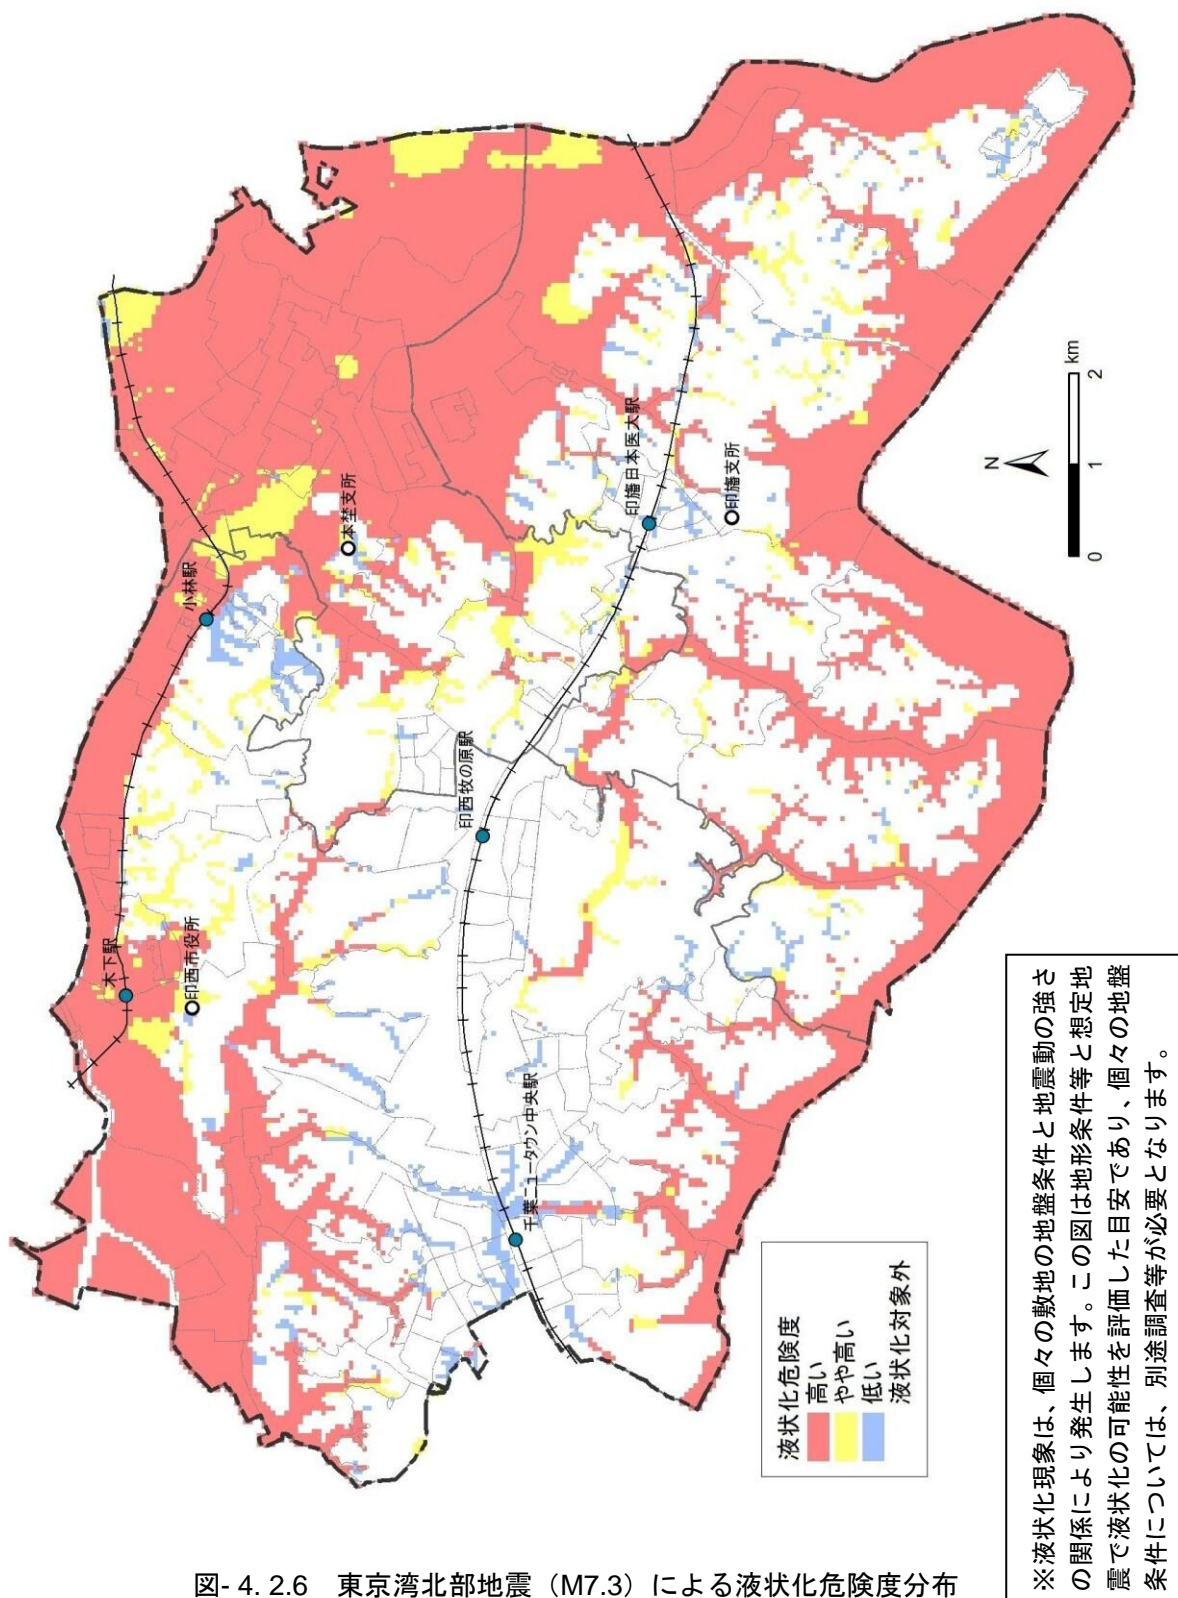 木下駅
小林駅
印西市役所
本埜支所
印西牧の原駅
千葉ニュータウン中央駅
印旛日本医大駅
印旛支所
N
0 1 2 km
液状化危険度
高い
やや高い
低い
液状化対象外
※液状化現象は、個々の敷地の地盤条件と地震動の強さ
の関係により発生します。この図は地形条件等と想定地
震で液状化の可能性を評価した目安であり、個々の地盤
条件については、別途調査等が必要となります。
図- 4. 2.6 東京湾北部地震（M7.3）による液状化危険度分布